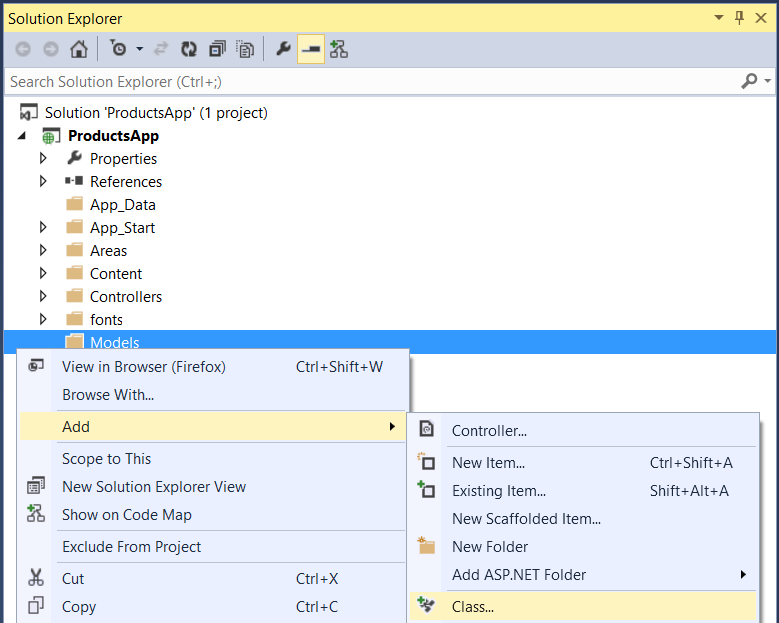 Solution Explorer
Search Solution Explorer (Ctrl+;)
Solution 'ProductsApp' (1 project)
ProductsApp
Properties
References
App_Data
App_Start
Areas
Content
Controllers
fonts
Models
View in Browser (Firefox) Ctrl+Shift+W
Browse With...
Add
Scope to This
New Solution Explorer View
Show on Code Map
Exclude From Project
Cut Ctrl+X
Copy Ctrl+C
Controller...
New Item... Ctrl+Shift+A
Existing Item... Shift+Alt+A
New Scaffolded Item...
New Folder
Add ASP.NET Folder
Class...